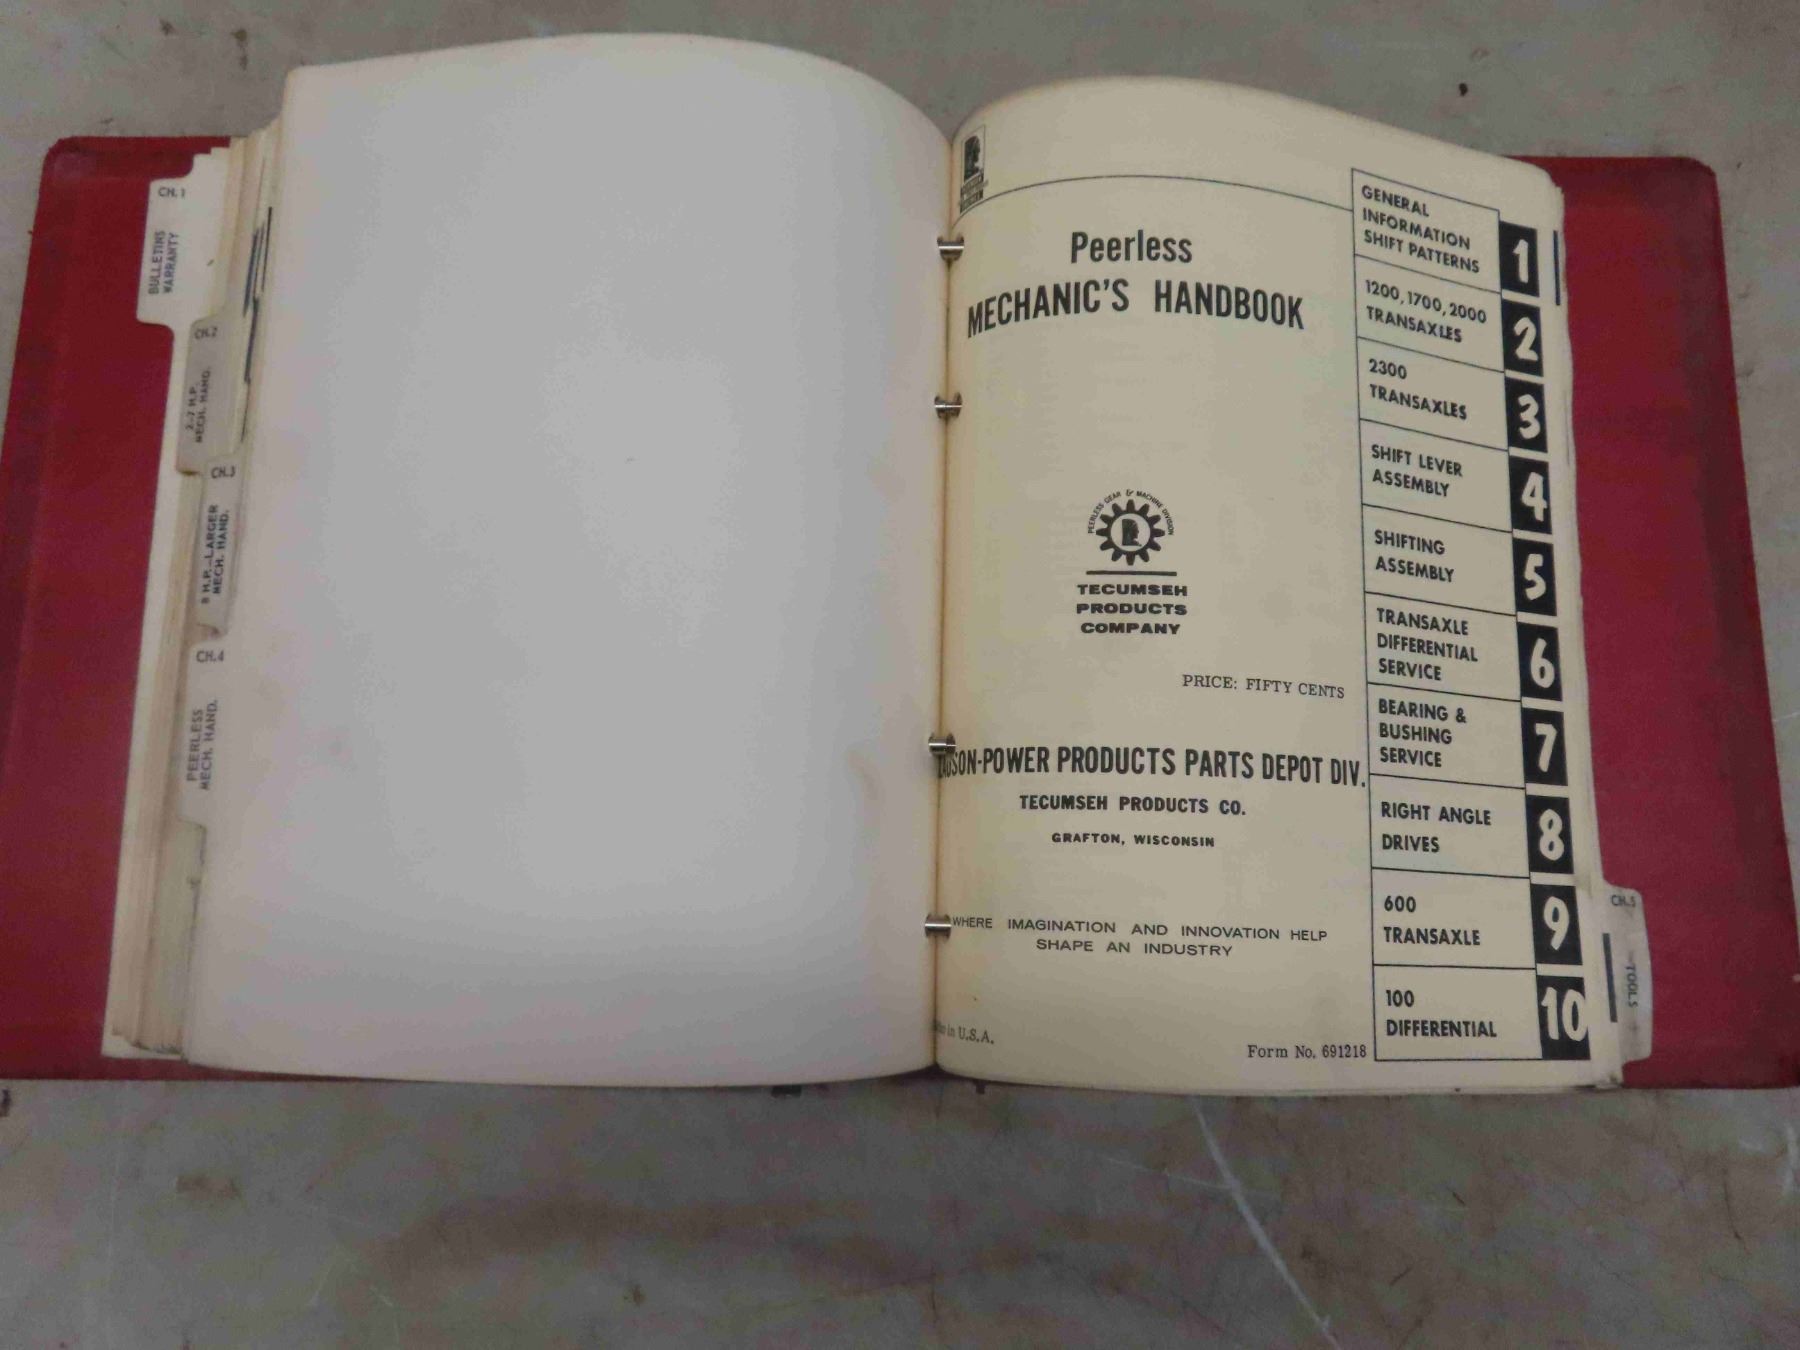 CH.1
BULLETINS
WARRANTY
CH.2
2-7 H.P.
MECH. HAND.
CH.3
8 H.P.-LARGER
MECH. HAND.
CH.4
PEERLESS
MECH. HAND.
Peerless
MECHANIC'S HANDBOOK
PEERLESS GEAR & MACHINE DIVISION
TECUMSEH
PRODUCTS
COMPANY
PRICE: FIFTY CENTS
-POWER PRODUCTS PARTS DEPOT DIV.
TECUMSEH PRODUCTS CO.
GRAFTON, WISCONSIN
WHERE IMAGINATION AND INNOVATION HELP
SHAPE AN INDUSTRY
in U.S.A.
Form No. 691218
GENERAL
INFORMATION
SHIFT PATTERNS
1
1200, 1700, 2000
TRANSAXLES
2
2300
TRANSAXLES
3
SHIFT LEVER
ASSEMBLY
4
SHIFTING
ASSEMBLY
5
TRANSAXLE
DIFFERENTIAL
SERVICE
6
BEARING &
BUSHING
SERVICE
7
RIGHT ANGLE
DRIVES
8
600
TRANSAXLE
9
100
DIFFERENTIAL
10
CH.5
TOOLS